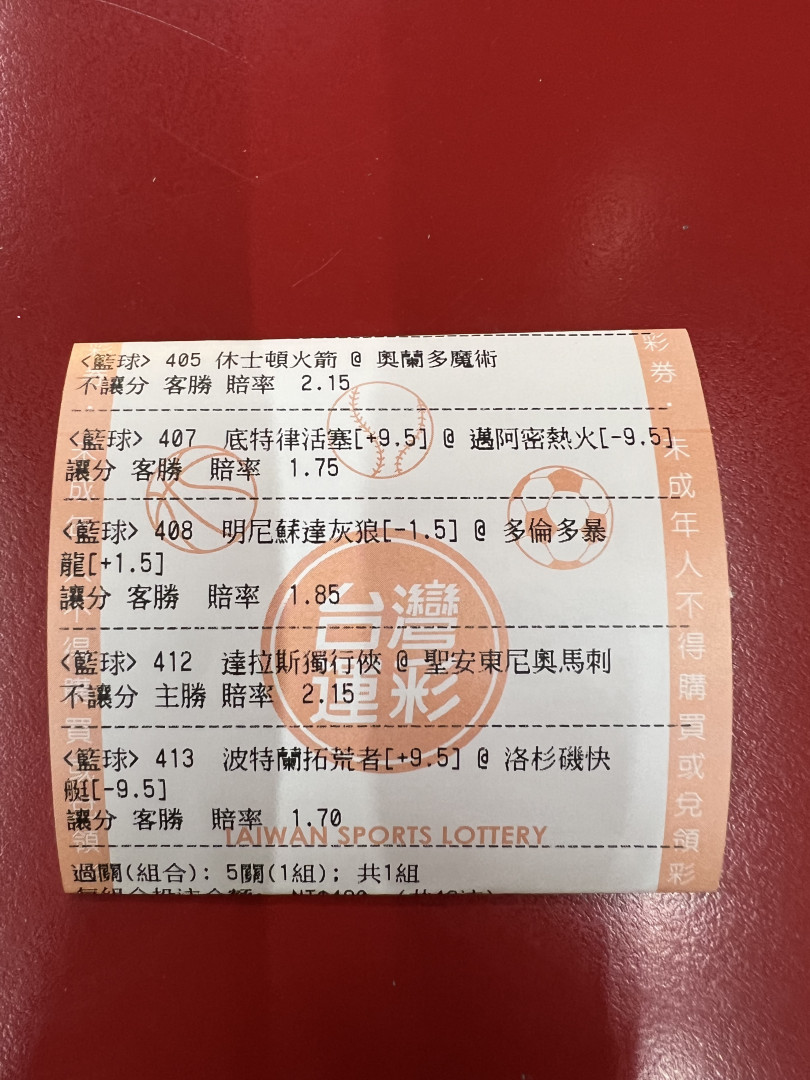 <籃球> 405 休士頓火箭 @ 奧蘭多魔術
不讓分 客勝 賠率 2.15
<籃球> 407 底特律活塞[+9.5] @ 邁阿密熱火[-9.5]
讓分 客勝 賠率 1.75
<籃球> 408 明尼蘇達灰狼[-1.5] @ 多倫多暴
龍[+1.5]
讓分 客勝 賠率 1.85
<籃球> 412 達拉斯獨行俠 @ 聖安東尼奧馬刺
不讓分 主勝 賠率 2.15
<籃球> 413 波特蘭拓荒者[+9.5] @ 洛杉磯快
艇[-9.5]
讓分 客勝 賠率 1.70
過關(組合): 5關(1組); 共1組
台灣
運彩
TAIWAN SPORTS LOTTERY
彩券．未成年人不得購買或兌領彩